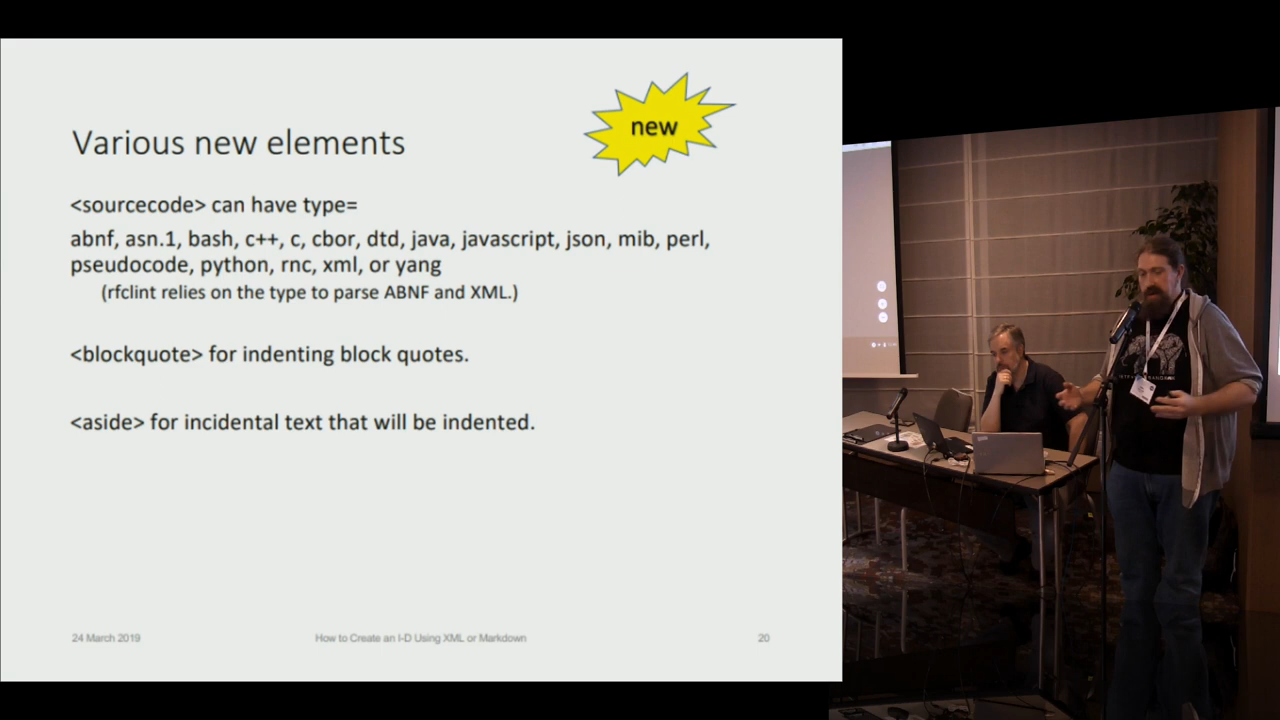 new
Various new elements
<sourcecode> can have type=
abnf, asn.1, bash, c++, c, cbor, dtd, java, javascript, json, mib, perl,
pseudocode, python, rnc, xml, or yang
(rfclint relies on the type to parse ABNF and XML.)
<blockquote> for indenting block quotes.
<aside> for incidental text that will be indented.
24 March 2019
How to Create an I-D Using XML or Markdown
20